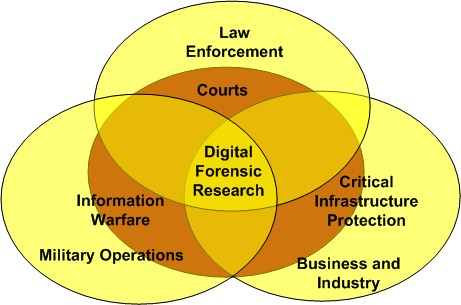 Law
Enforcement
Courts
Digital
Forensic
Research
Information
Warfare
Critical
Infrastructure
Protection
Military Operations
Business and
Industry